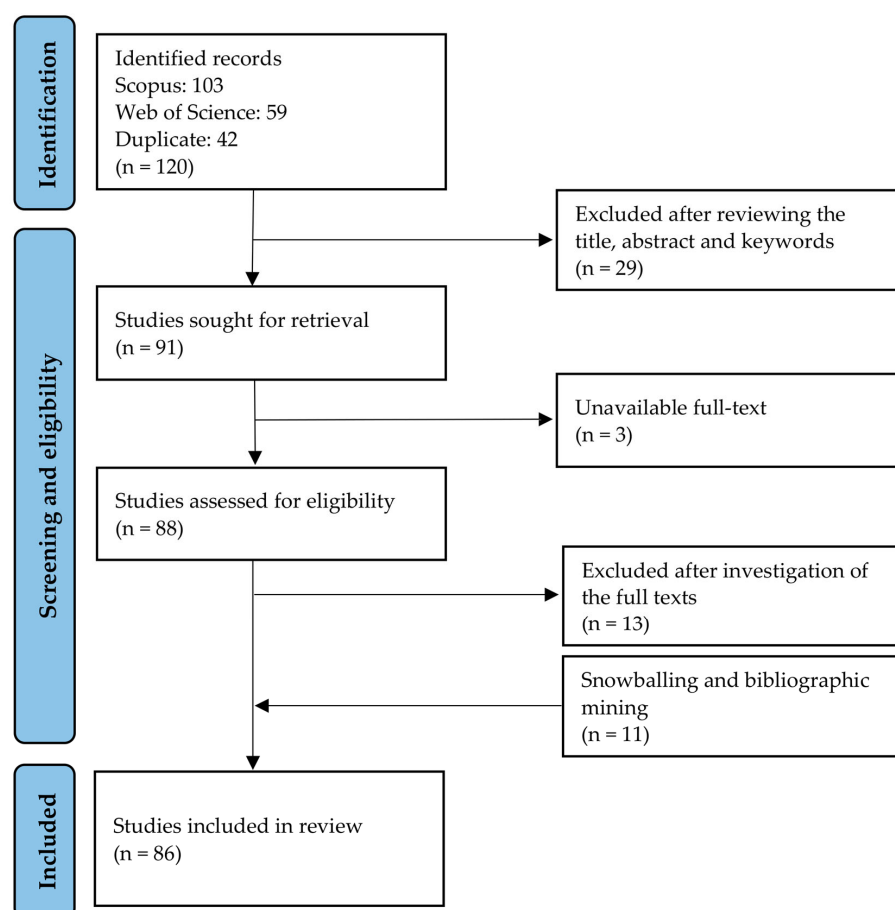 Identification
Identified records
Scopus: 103
Web of Science: 59
Duplicate: 42
(n = 120)
Excluded after reviewing the
title, abstract and keywords
(n = 29)
Screening and eligibility
Studies sought for retrieval
(n = 91)
Unavailable full-text
(n = 3)
Studies assessed for eligibility
(n = 88)
Excluded after investigation of
the full texts
(n = 13)
Snowballing and bibliographic
mining
(n = 11)
Included
Studies included in review
(n = 86)